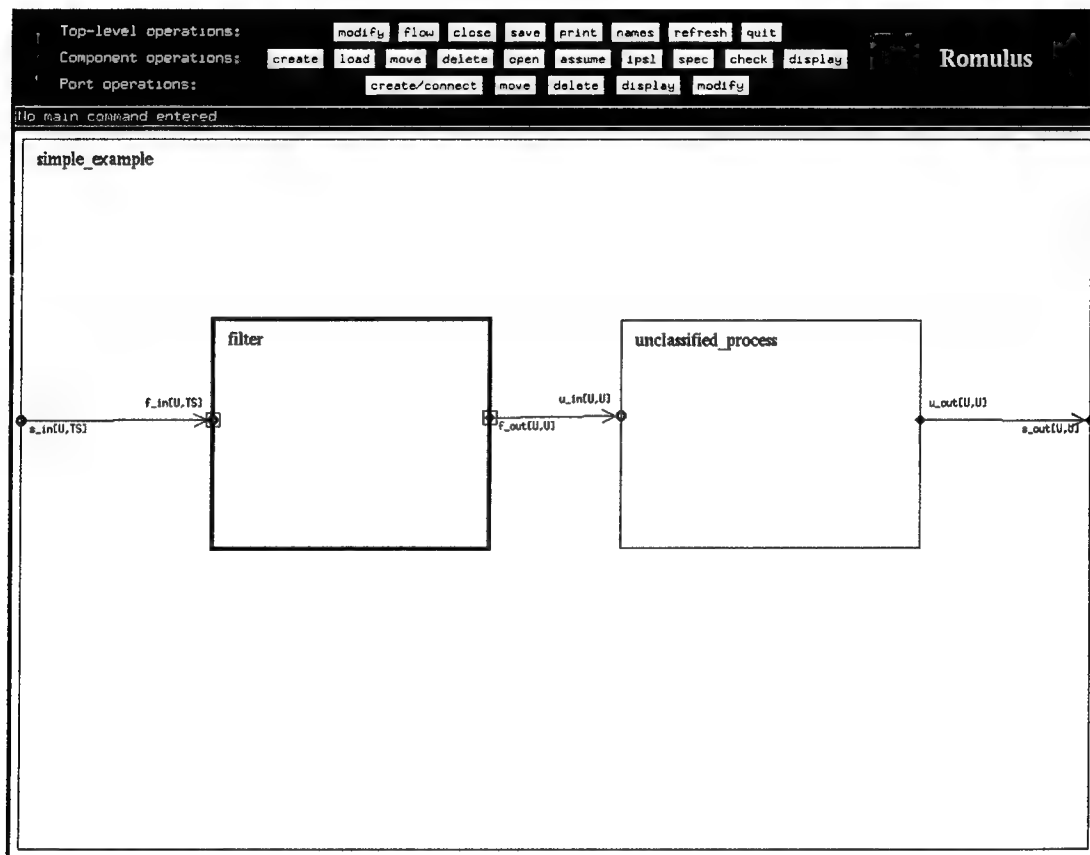 Top-level operations: modify flow close save print names refresh quit
Component operations: create load move delete open assume ipsl spec check display
Romulus
Port operations: create/connect move delete display modify
No main command entered
simple_example
filter
unclassified_process
f_in[U,TS]
u_in[U,U]
u_out[U,U]
s_in[U,TS]
f_out[U,U]
s_out[U,U]